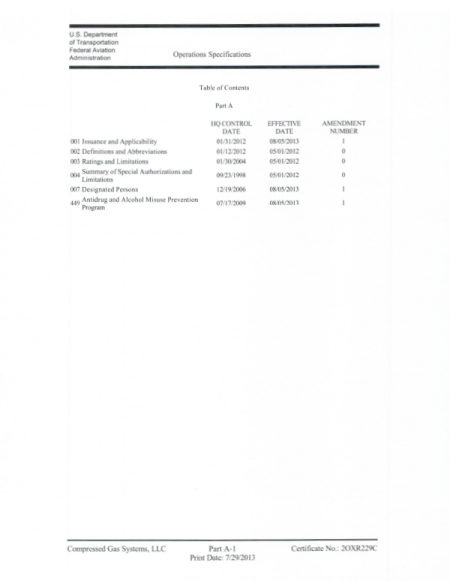 U.S. Department
of Transportation
Federal Aviation
Administration
Operations Specifications
Table of Contents
Part A
HQ CONTROL DATE EFFECTIVE DATE AMENDMENT NUMBER
001 Issuance and Applicability 01/31/2012 08/05/2013 1
002 Definitions and Abbreviations 01/12/2012 05/01/2012 0
003 Ratings and Limitations 01/30/2004 05/01/2012 0
004 Summary of Special Authorizations and Limitations 09/23/1998 05/01/2012 0
007 Designated Persons 12/19/2006 08/05/2013 1
449 Antidrug and Alcohol Misuse Prevention Program 07/17/2009 08/05/2013 1
Compressed Gas Systems, LLC Part A-1 Certificate No.: 2OXR229C
Print Date: 7/29/2013